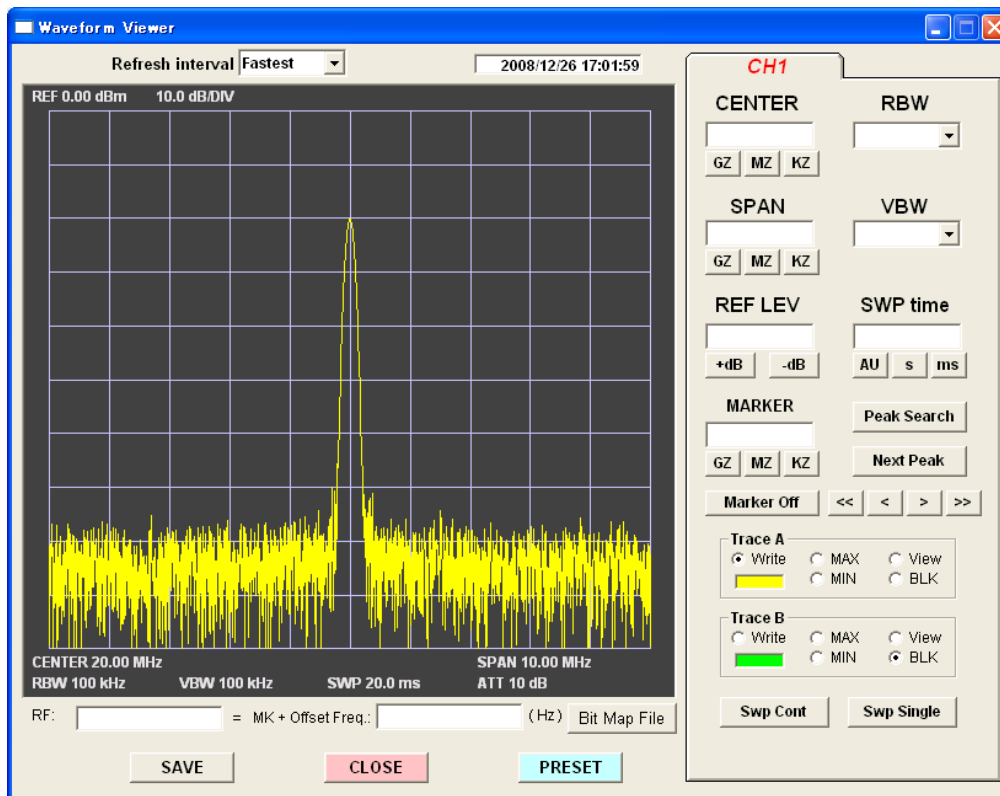 Waveform Viewer
Refresh interval Fastest
2008/12/26 17:01:59
REF 0.00 dBm 10.0 dB/DIV
CENTER 20.00 MHz SPAN 10.00 MHz
RBW 100 kHz VBW 100 kHz SWP 20.0 ms ATT 10 dB
RF: = MK + Offset Freq.: (Hz) Bit Map File
SAVE CLOSE PRESET
CH1
CENTER RBW
GZ MZ KZ
SPAN VBW
GZ MZ KZ
REF LEV SWP time
+dB -dB AU s ms
MARKER Peak Search
GZ MZ KZ Next Peak
Marker Off << < > >>
Trace A
Write MAX View
MIN BLK
Trace B
Write MAX View
MIN BLK
Swp Cont Swp Single